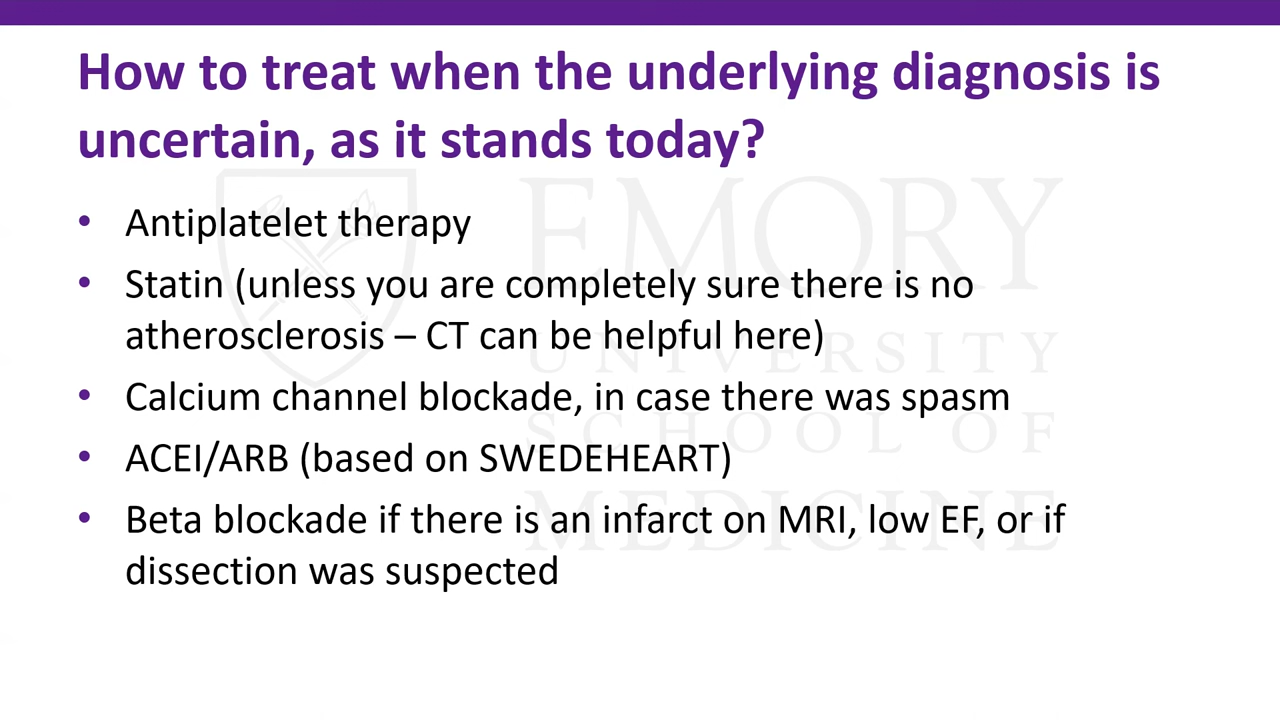 How to treat when the underlying diagnosis is
uncertain, as it stands today?
• Antiplatelet therapy
• Statin (unless you are completely sure there is no
atherosclerosis – CT can be helpful here)
• Calcium channel blockade, in case there was spasm
• ACEI/ARB (based on SWEDEHEART)
• Beta blockade if there is an infarct on MRI, low EF, or if
dissection was suspected
EMORY
UNIVERSITY
SCHOOL OF
MEDICINE